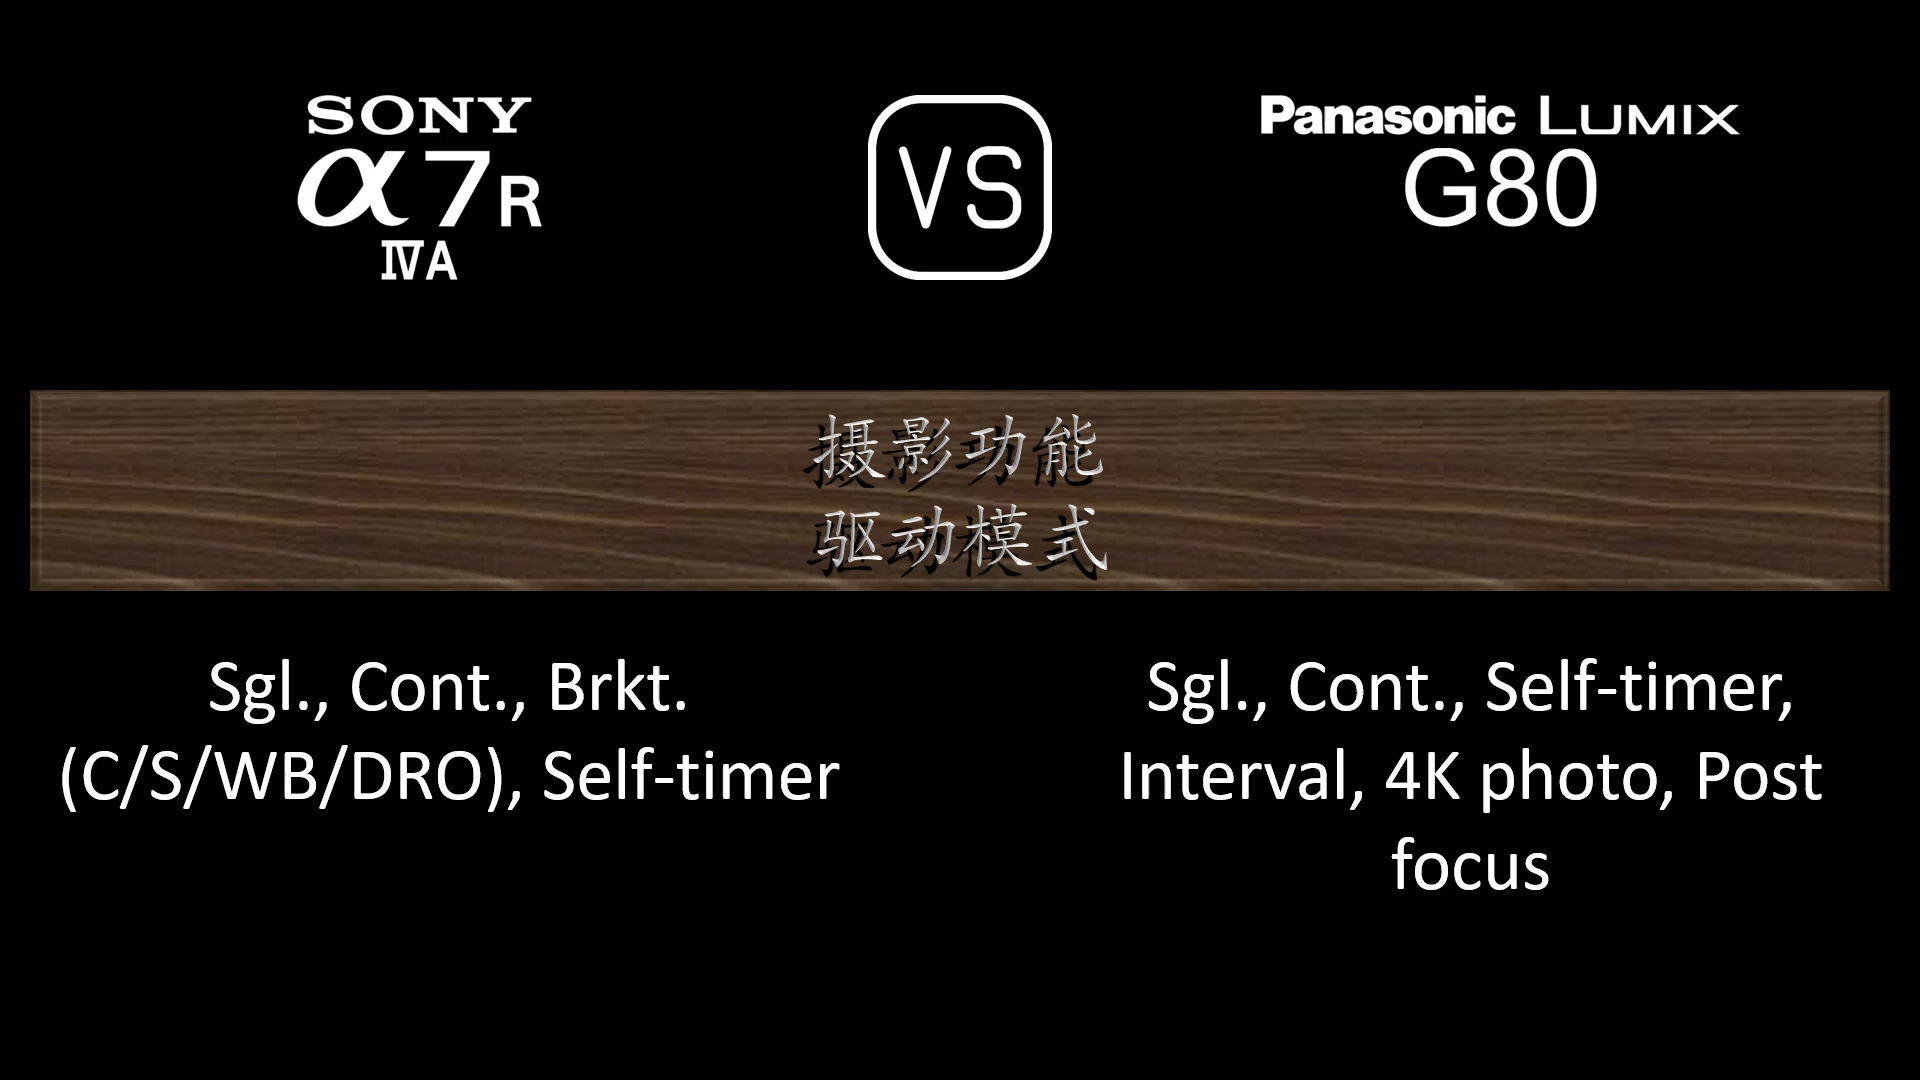 SONY
α7R
IVA
VS
Panasonic LUMIX
G80
摄影功能
驱动模式
Sgl., Cont., Brkt.
(C/S/WB/DRO), Self-timer
Sgl., Cont., Self-timer,
Interval, 4K photo, Post
focus